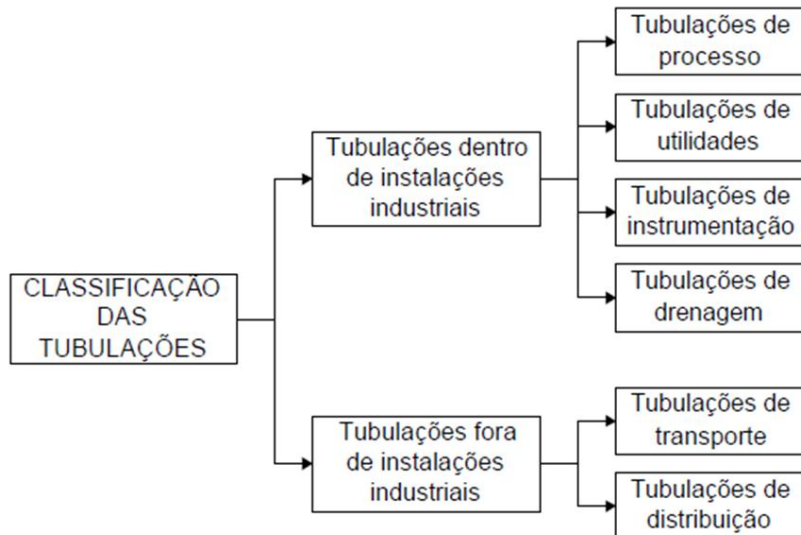 CLASSIFICAÇÃO
DAS
TUBULAÇÕES
Tubulações dentro
de instalações
industriais
Tubulações de
processo
Tubulações de
utilidades
Tubulações de
instrumentação
Tubulações de
drenagem
Tubulações fora
de instalações
industriais
Tubulações de
transporte
Tubulações de
distribuição